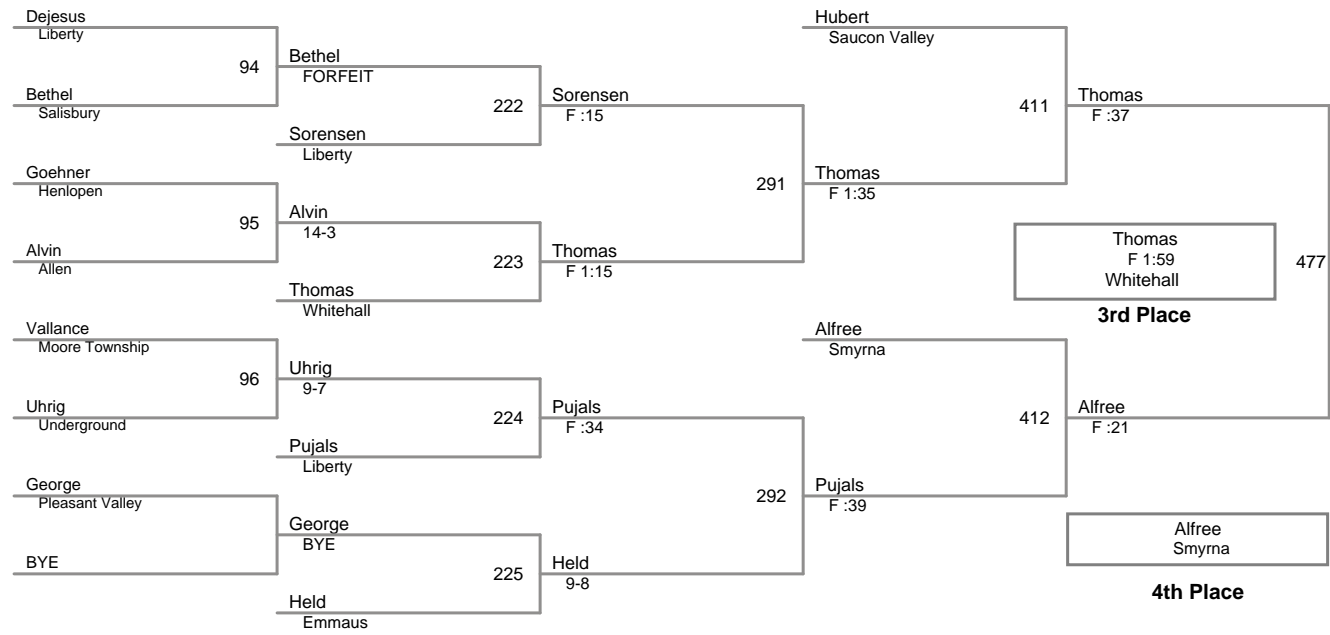 Dejesus
Liberty
94
Bethel
Salisbury
Bethel
FORFEIT
222
Sorensen
Liberty
Sorensen
F :15
Goehner
Henlopen
95
Alvin
Allen
Alvin
14-3
223
Thomas
Whitehall
Thomas
F 1:15
291
Thomas
F 1:35
Hubert
Saucon Valley
411
Thomas
F :37
Vallance
Moore Township
96
Uhrig
Underground
Uhrig
9-7
224
Pujals
Liberty
Pujals
F :34
George
Pleasant Valley
BYE
George
BYE
225
Held
Emmaus
Held
9-8
292
Pujals
F :39
Alfree
Smyrna
412
Alfree
F :21
477
Thomas
F 1:59
Whitehall
3rd Place
Alfree
Smyrna
4th Place